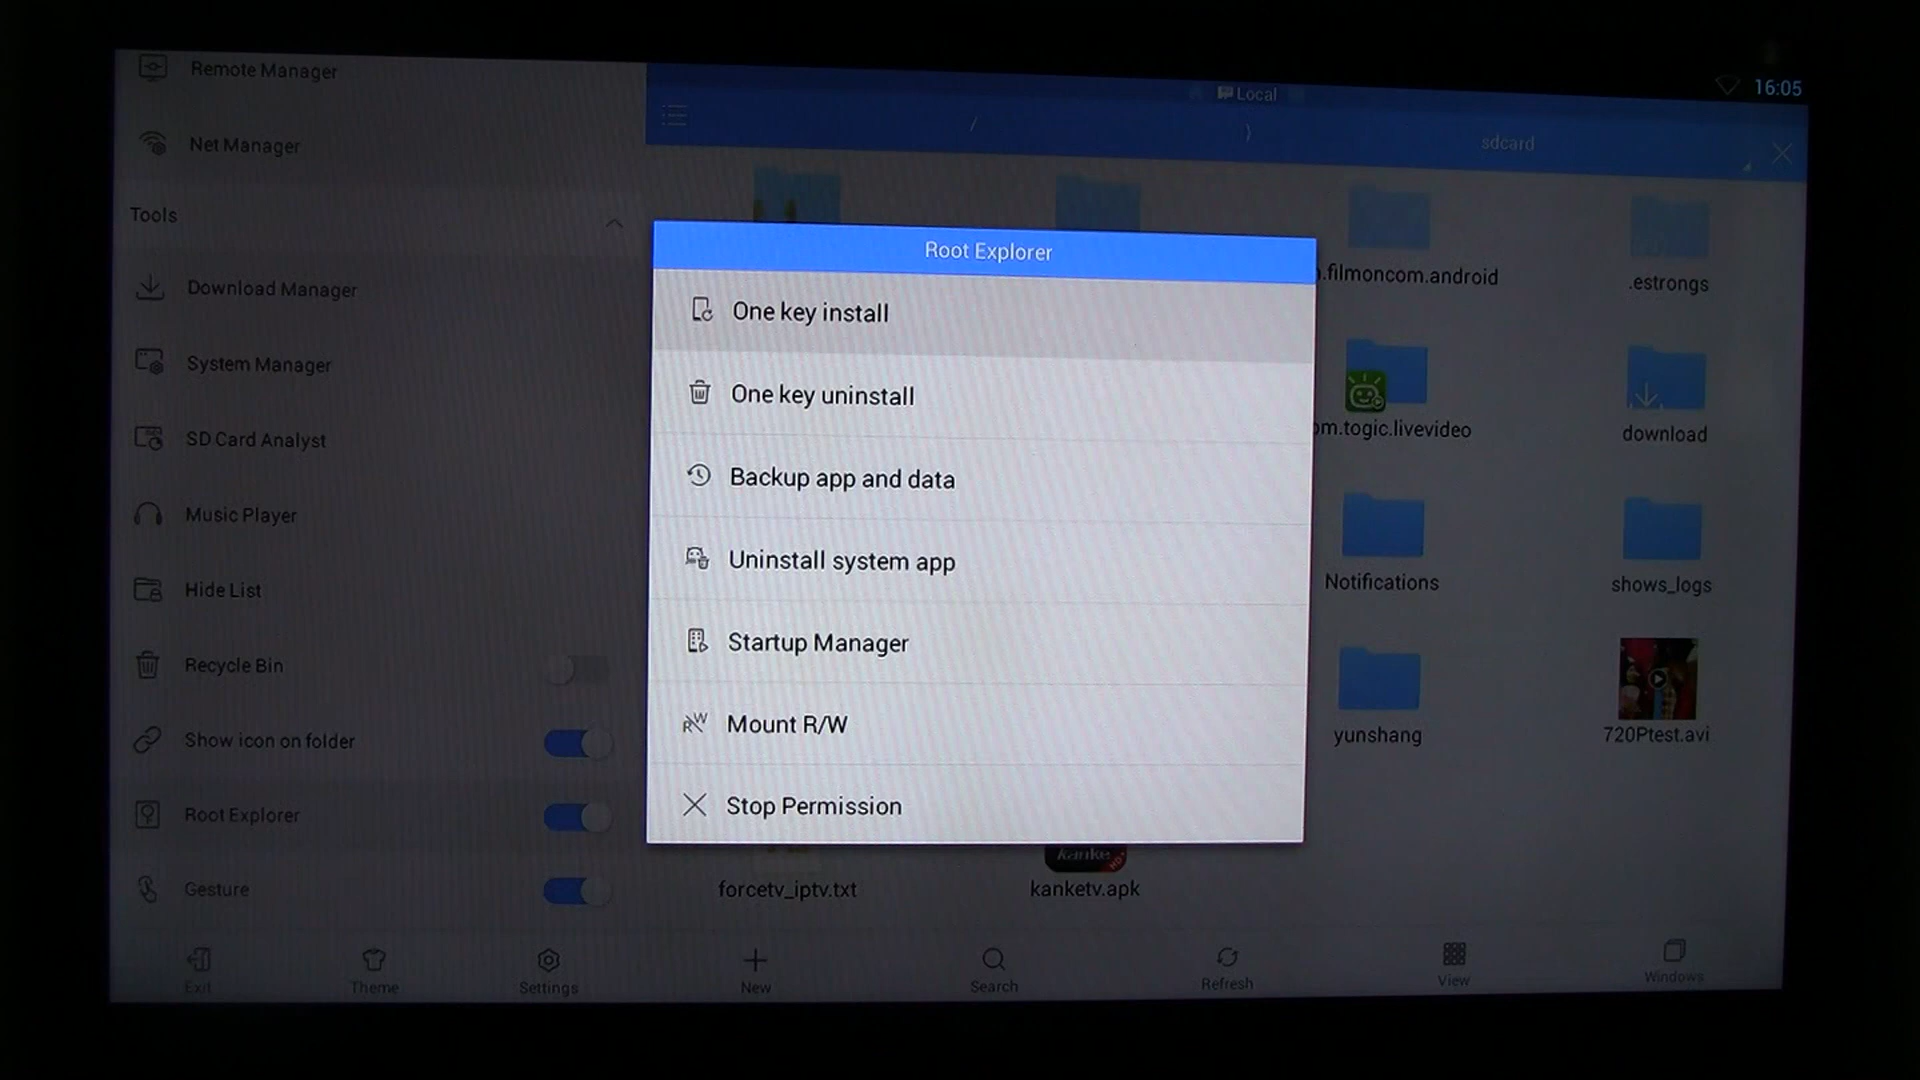 16:05
Remote Manager
Net Manager
Tools
Download Manager
System Manager
SD Card Analyst
Music Player
Hide List
Recycle Bin
Show icon on folder
Root Explorer
Gesture
Exit
Theme
Settings
Local
/
sdcard
Root Explorer
One key install
One key uninstall
Backup app and data
Uninstall system app
Startup Manager
R W Mount R/W
Stop Permission
.filmoncom.android
.estrongs
om.togic.livevideo
download
Notifications
shows_logs
yunshang
720Ptest.avi
kanke HD
forcetv_iptv.txt
kanketv.apk
New
Search
Refresh
View
Windows